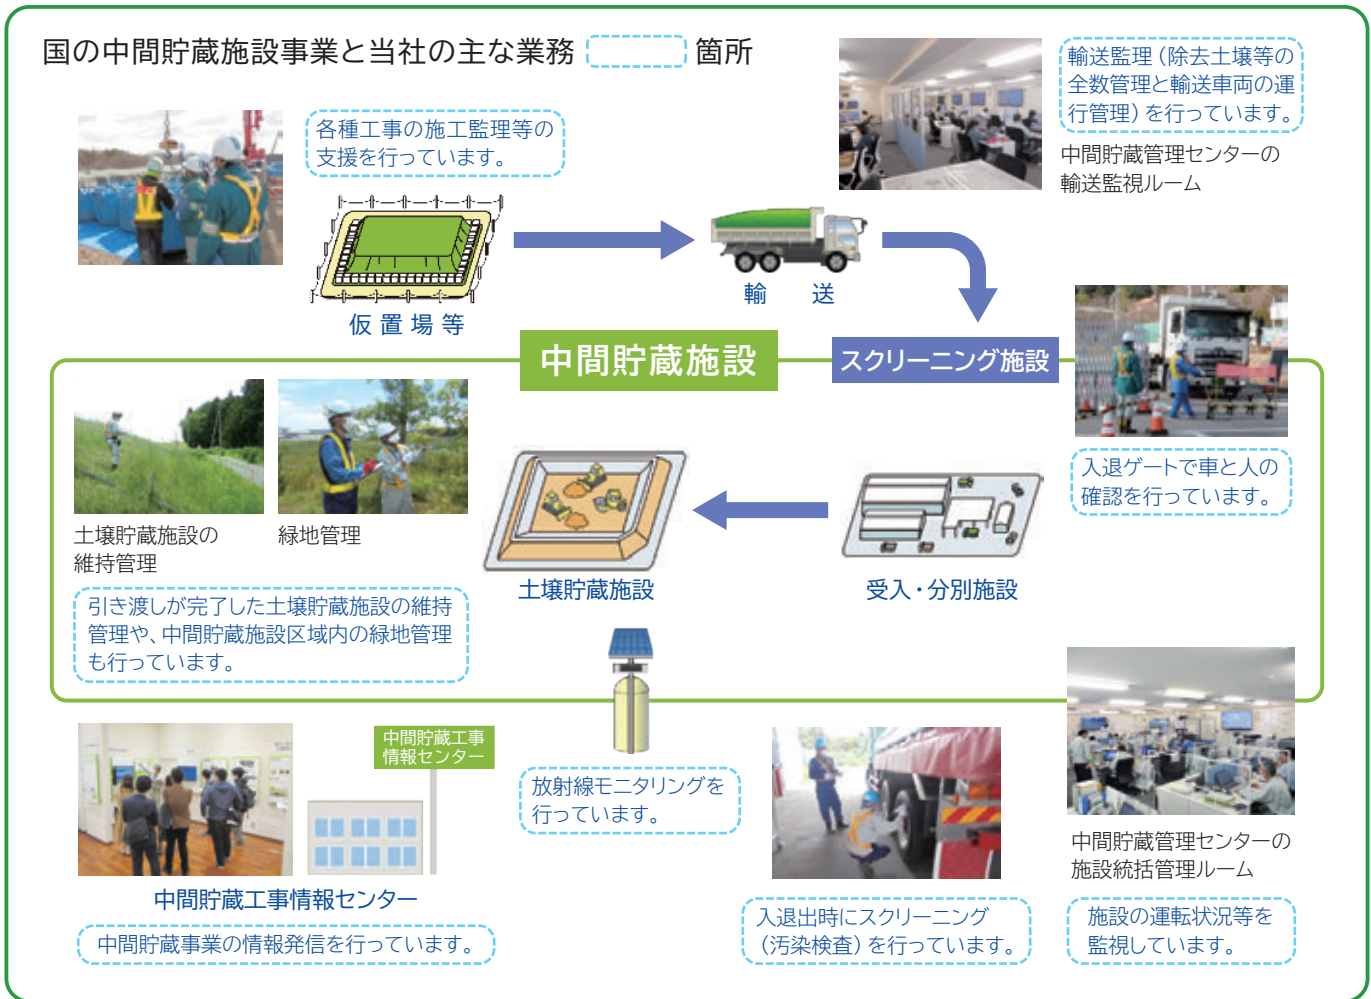 国の中間貯蔵施設事業と当社の主な業務 箇所
各種工事の施工監理等の
支援を行っています。
輸送監理（除去土壌等の
全数管理と輸送車両の運
行管理）を行っています。
中間貯蔵管理センターの
輸送監視ルーム
仮置場等
輸送
中間貯蔵施設
スクリーニング施設
入退ゲートで車と人の
確認を行っています。
土壌貯蔵施設の
維持管理
緑地管理
引き渡しが完了した土壌貯蔵施設の維持
管理や、中間貯蔵施設区域内の緑地管理
も行っています。
土壌貯蔵施設
受入・分別施設
中間貯蔵工事
情報センター
中間貯蔵工事情報センター
中間貯蔵事業の情報発信を行っています。
放射線モニタリングを
行っています。
入退出時にスクリーニング
（汚染検査）を行っています。
中間貯蔵管理センターの
施設統括管理ルーム
施設の運転状況等を
監視しています。